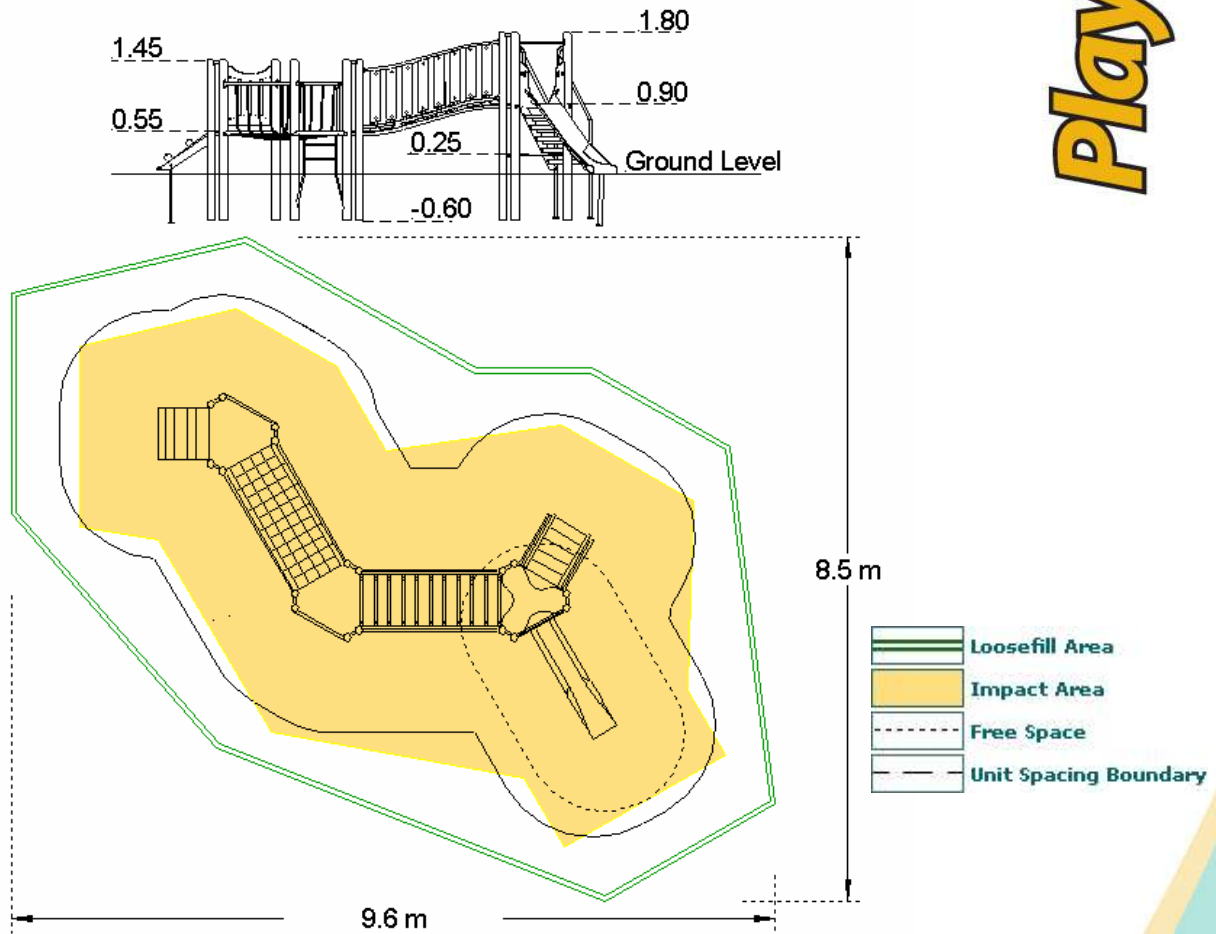 Play
1.80
1.45
0.90
0.55
0.25
Ground Level
-0.60
8.5 m
Loosefill Area
Impact Area
Free Space
Unit Spacing Boundary
9.6 m